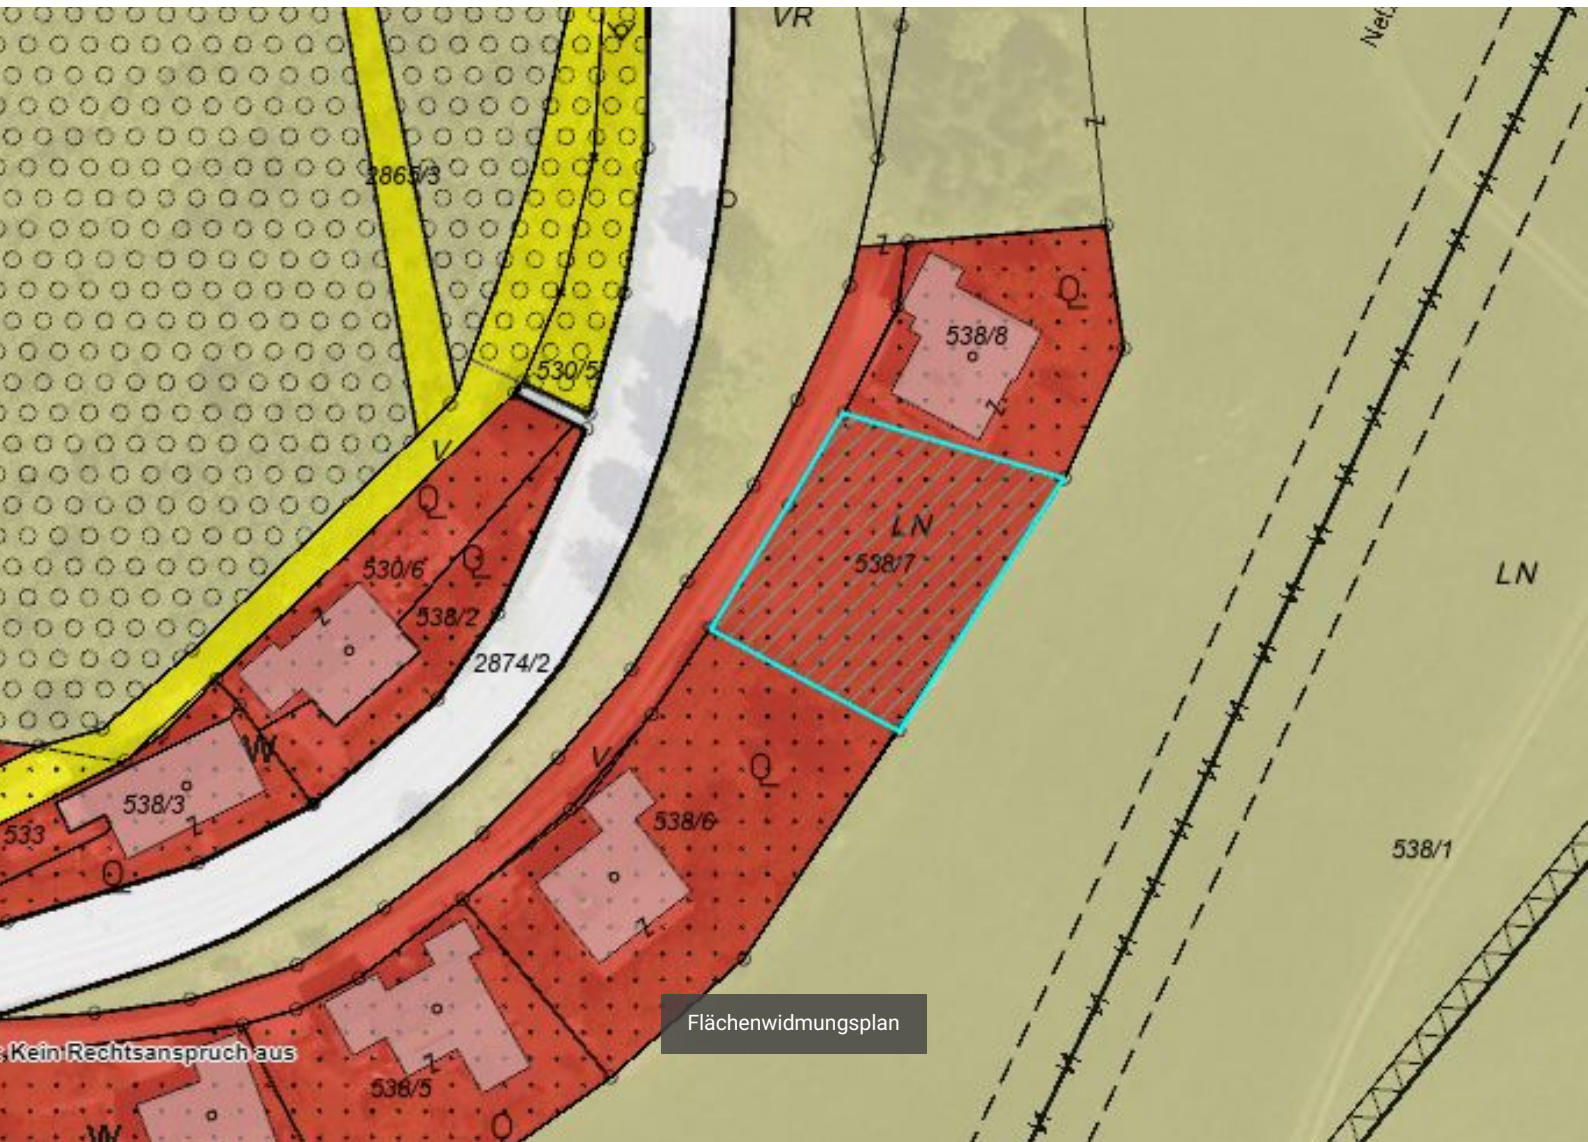 VR
Net
2865/3
Q
538/8
530/5
V
Q
LN
530/6
Q
538/7
538/2
LN
2874/2
W
V
Q
538/3
538/6
533
538/1
Q
Flächenwidmungsplan
Kein Rechtsanspruch aus
538/5
W
Q